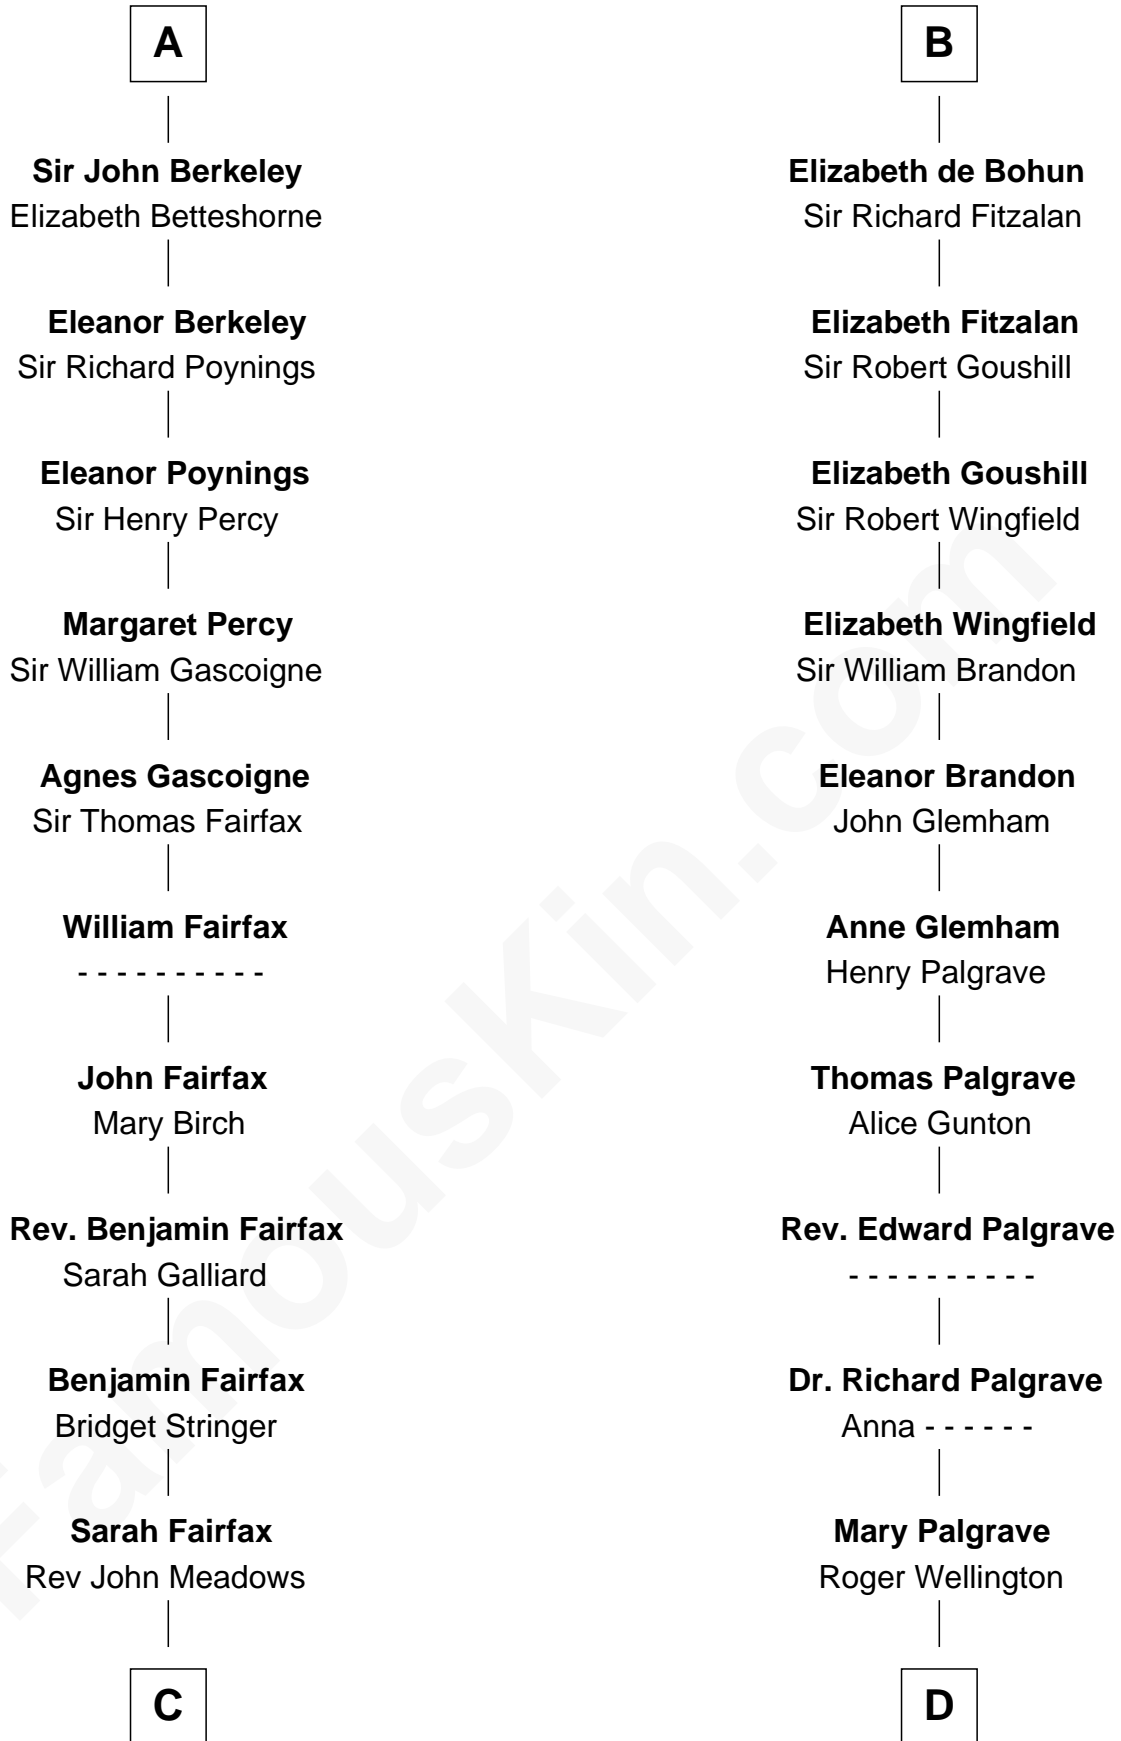 A
Sir John Berkeley
Elizabeth Betteshorne
Eleanor Berkeley
Sir Richard Poynings
Eleanor Poynings
Sir Henry Percy
Margaret Percy
Sir William Gascoigne
Agnes Gascoigne
Sir Thomas Fairfax
William Fairfax
- - - - - - - - - -
John Fairfax
Mary Birch
Rev. Benjamin Fairfax
Sarah Galliard
Benjamin Fairfax
Bridget Stringer
Sarah Fairfax
Rev John Meadows
C
B
Elizabeth de Bohun
Sir Richard Fitzalan
Elizabeth Fitzalan
Sir Robert Goushill
Elizabeth Goushill
Sir Robert Wingfield
Elizabeth Wingfield
Sir William Brandon
Eleanor Brandon
John Glemham
Anne Glemham
Henry Palgrave
Thomas Palgrave
Alice Gunton
Rev. Edward Palgrave
- - - - - - - - - -
Dr. Richard Palgrave
Anna - - - - - -
Mary Palgrave
Roger Wellington
D
FamousKin.com